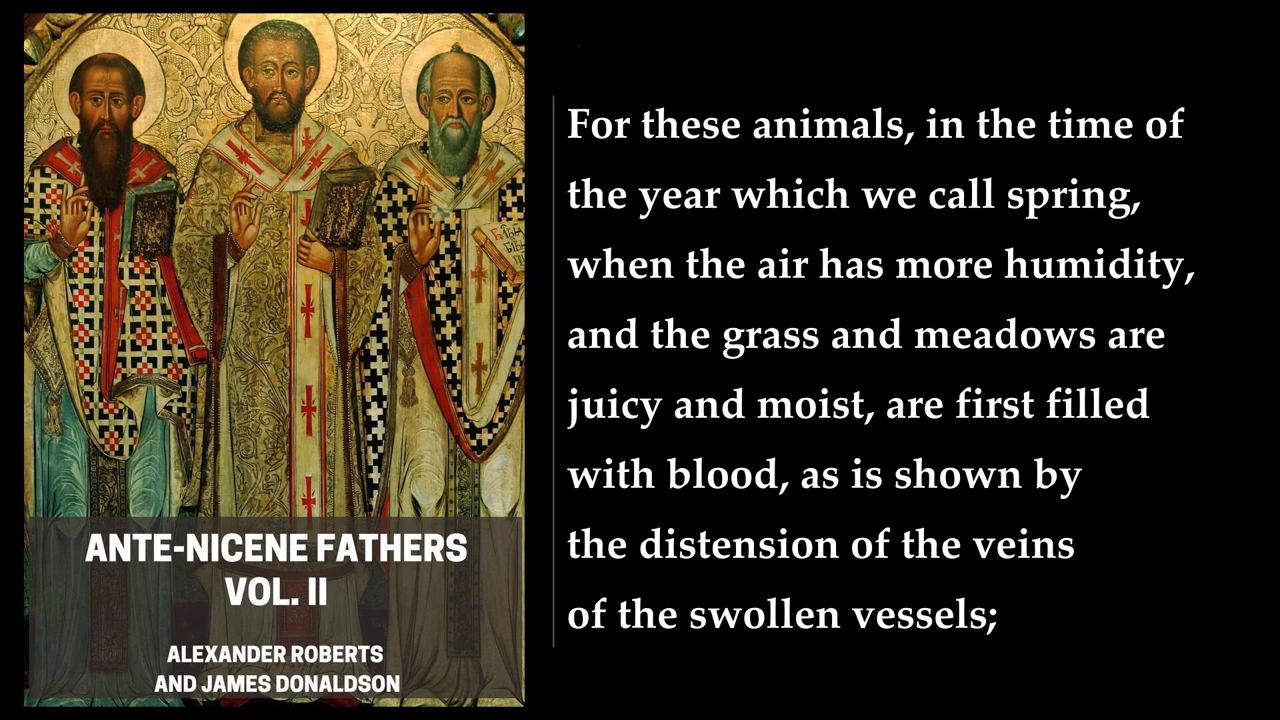 ANTE-NICENE FATHERS
VOL. II
ALEXANDER ROBERTS
AND JAMES DONALDSON
For these animals, in the time of
the year which we call spring,
when the air has more humidity,
and the grass and meadows are
juicy and moist, are first filled
with blood, as is shown by
the distension of the veins
of the swollen vessels;